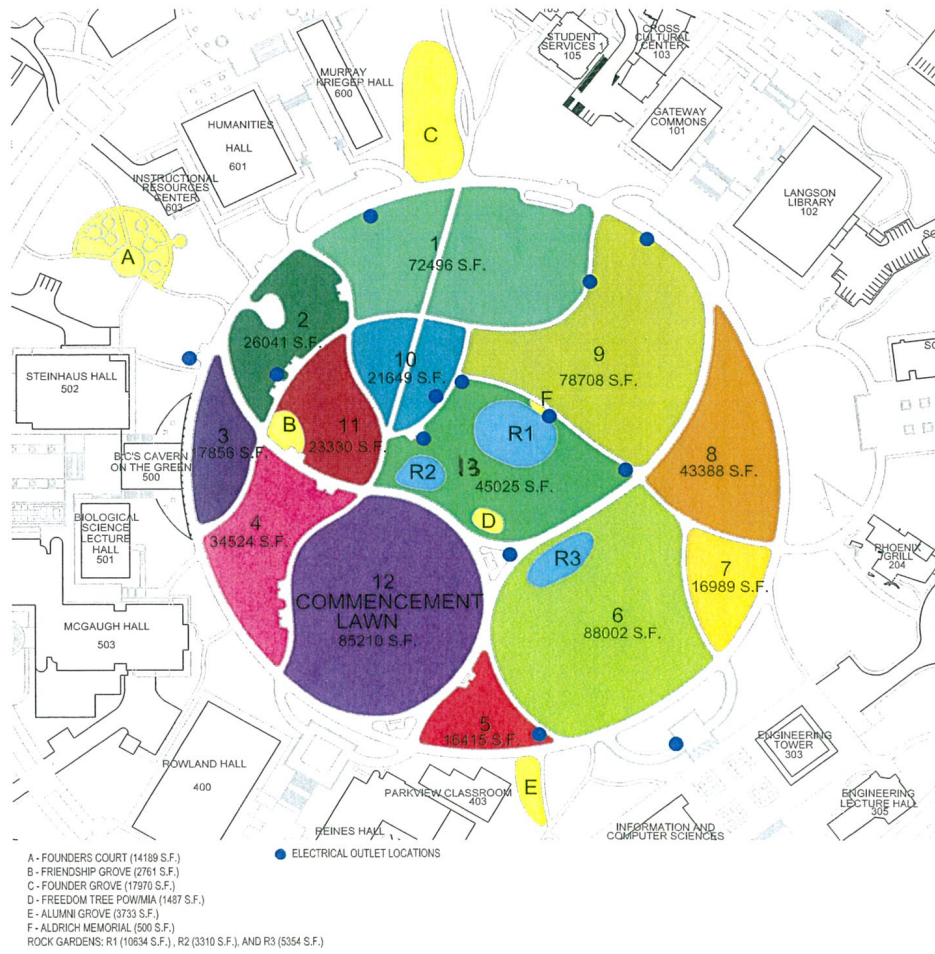 STUDENT
SERVICES 1
105
CROSS
CULTURAL
CENTER
103
MURRAY
KRIEGER HALL
600
GATEWAY
COMMONS
101
HUMANITIES
HALL
601
C
INSTRUCTIONAL
RESOURCES
CENTER
603
LANGSON
LIBRARY
102
A
1
72496 S.F.
2
26041 S.F.
10
21649 S.F.
9
78708 S.F.
STEINHAUS HALL
502
F
B
11
23330 S.F.
R1
3
17856 S.F.
8
43388 S.F.
B.C'S CAVERN
ON THE GREEN
500
R2
13
45025 S.F.
BIOLOGICAL
SCIENCE
LECTURE
HALL
501
4
34524 S.F.
D
R3
PHOENIX
GRILL
204
7
16989 S.F.
12
COMMENCEMENT
LAWN
85210 S.F.
6
88002 S.F.
MCGAUGH HALL
503
5
16415 S.F.
ENGINEERING
TOWER
303
ROWLAND HALL
400
E
PARKVIEW CLASSROOM
403
ENGINEERING
LECTURE HALL
305
REINES HALL
INFORMATION AND
COMPUTER SCIENCES
ELECTRICAL OUTLET LOCATIONS
A - FOUNDERS COURT (14189 S.F.)
B - FRIENDSHIP GROVE (2761 S.F.)
C - FOUNDER GROVE (17970 S.F.)
D - FREEDOM TREE POW/MIA (1487 S.F.)
E - ALUMNI GROVE (3733 S.F.)
F - ALDRICH MEMORIAL (500 S.F.)
ROCK GARDENS: R1 (10634 S.F.) , R2 (3310 S.F.), AND R3 (5354 S.F.)